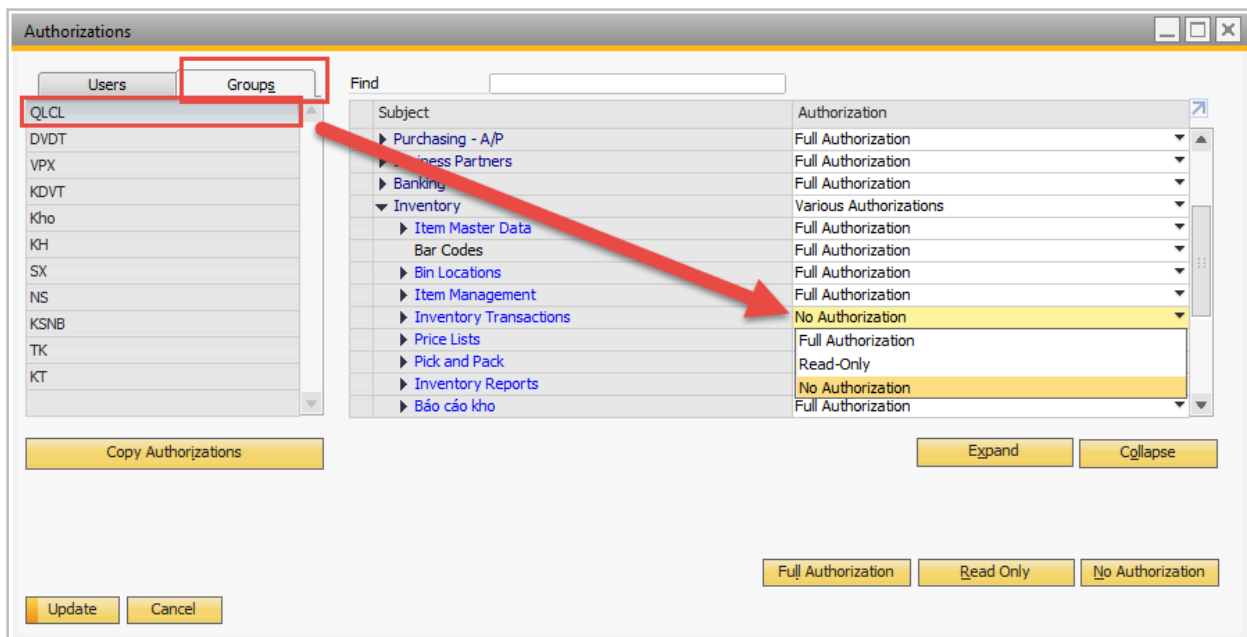 Authorizations
Users Groups Find
QLCL
DVDT
VPX
KDVT
Kho
KH
SX
NS
KSNB
TK
KT
Copy Authorizations
Subject Authorization
Purchasing - A/P Full Authorization
Partners Full Authorization
Banking Full Authorization
Inventory Various Authorizations
Item Master Data Full Authorization
Bar Codes Full Authorization
Bin Locations Full Authorization
Item Management Full Authorization
Inventory Transactions No Authorization
Price Lists Full Authorization
Pick and Pack Read-Only
Inventory Reports No Authorization
Báo cáo kho Full Authorization
Expand Collapse
Full Authorization Read Only No Authorization
Update Cancel